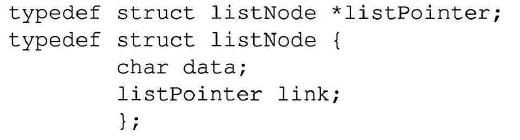 typedef struct listNode *listPointer;
typedef struct listNode {
        char data;
        listPointer link;
        };